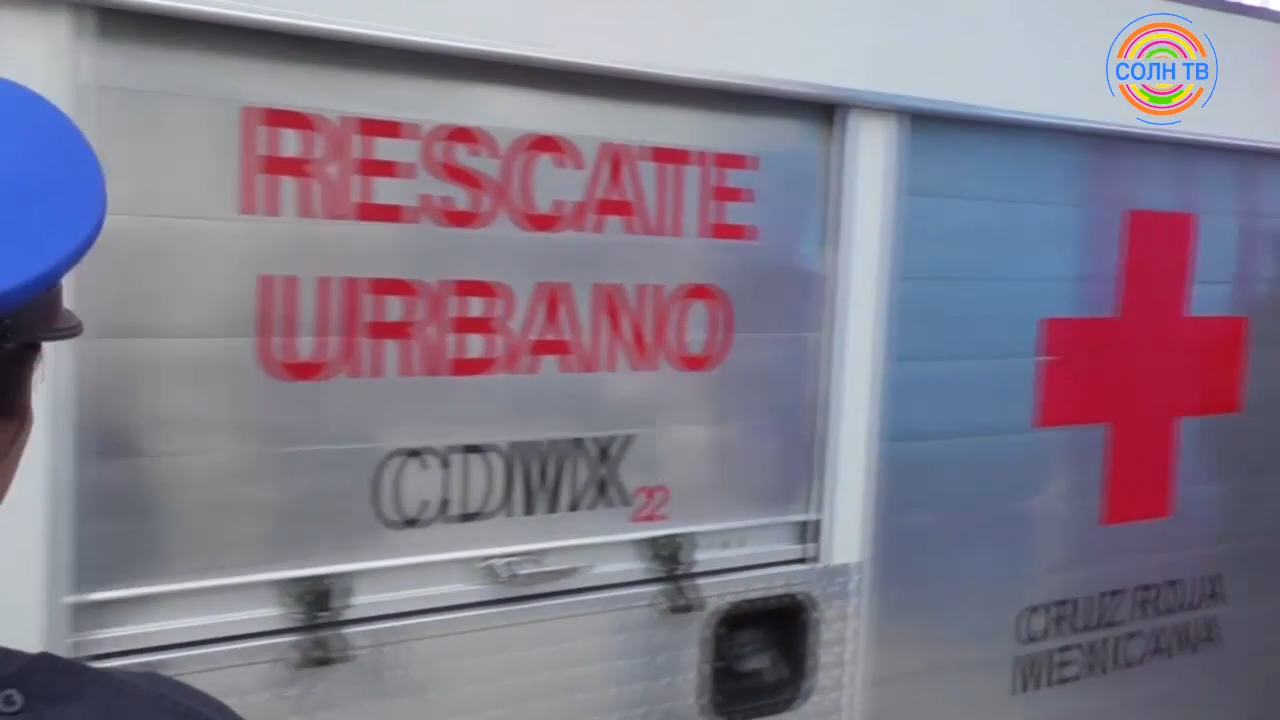 СОЛН ТВ
RESCATE
URBANO
CDMX 22
CRUZ ROJA
MEXICANA